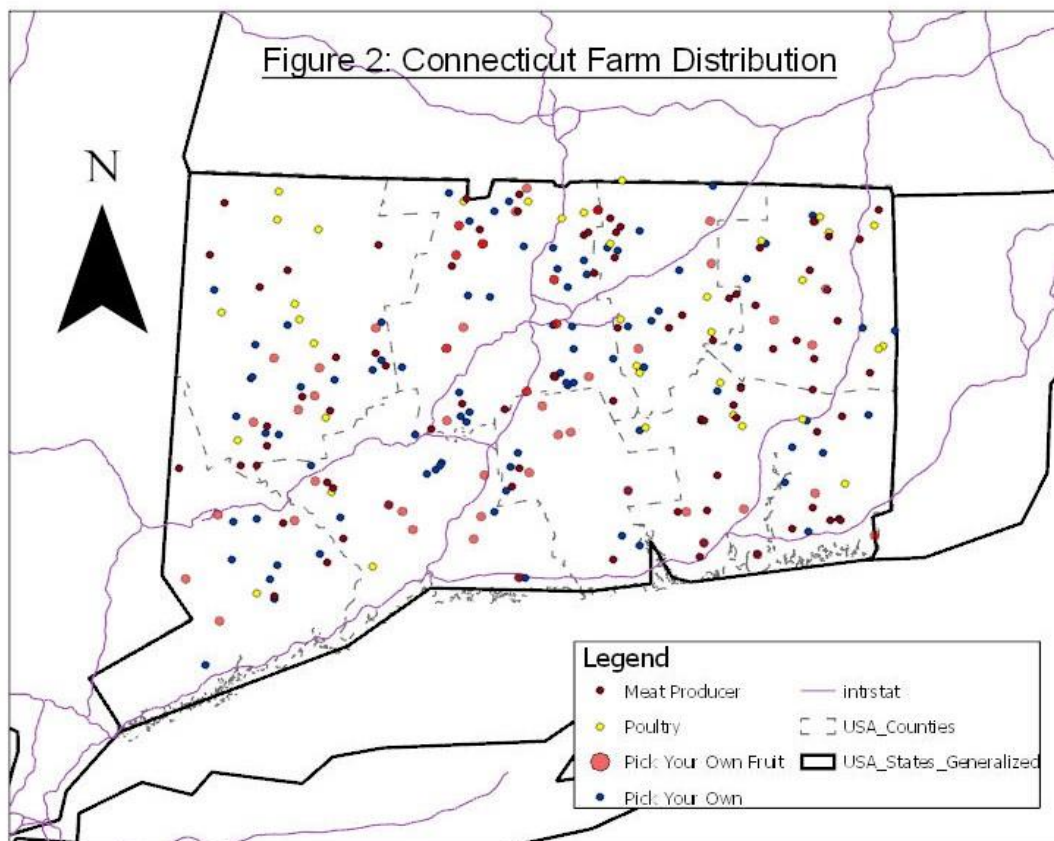 Figure 2: Connecticut Farm Distribution
N
Legend
Meat Producer
Poultry
Pick Your Own Fruit
Pick Your Own
intrstat
USA_Counties
USA_States_Generalized